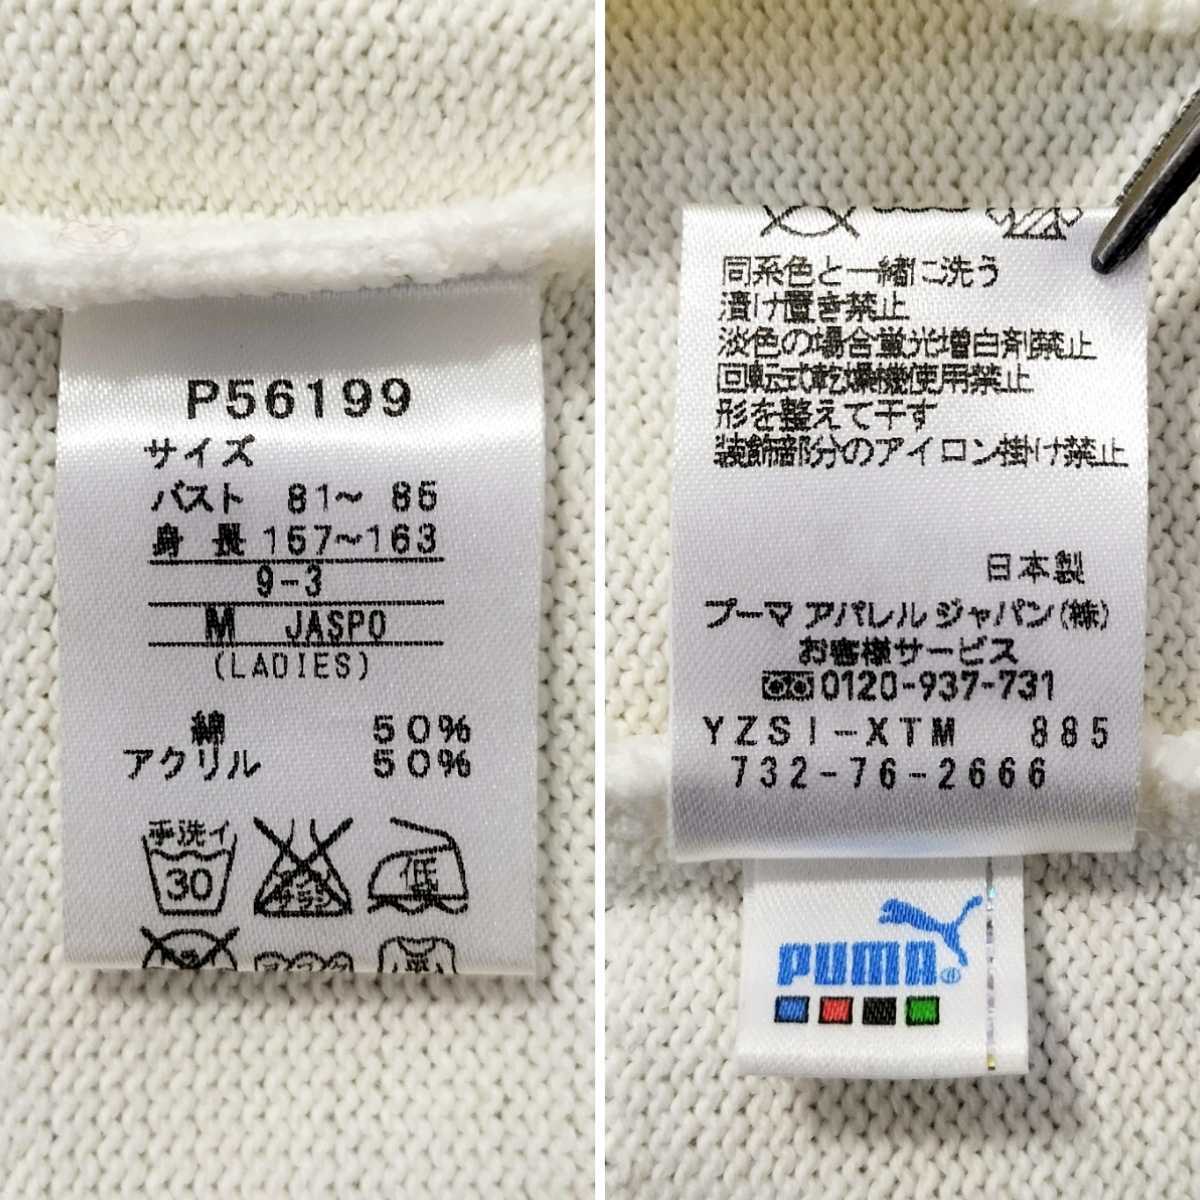 P56199
サイズ
バスト 81～ 85
身 長 157～163
9-3
M JASPO
(LADIES)
綿 50%
アクリル 50%
手洗イ
30
低
同系色と一緒に洗う
漬け置き禁止
淡色の場合蛍光増白剤禁止
回転式乾燥機使用禁止
形を整えて干す
装飾部分のアイロン掛け禁止
日本製
プーマ アパレル ジャパン(株)
お客様サービス
0120-937-731
YZSI-XTM 885
732-76-2666
PUMA®